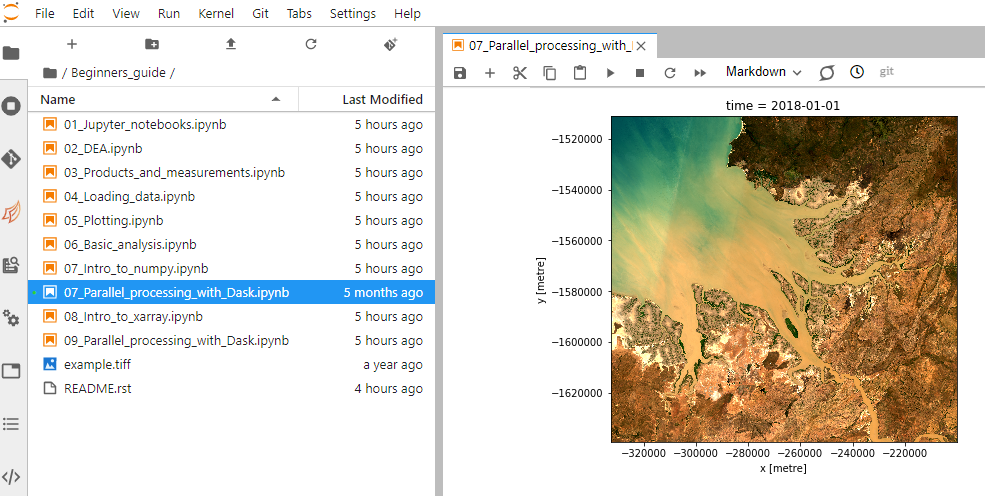 File Edit View Run Kernel Git Tabs Settings Help
07_Parallel_processing_with_
/ Beginners_guide /
Markdown git
Name Last Modified
01_Jupyter_notebooks.ipynb 5 hours ago
02_DEA.ipynb 5 hours ago
03_Products_and_measurements.ipynb 5 hours ago
04_Loading_data.ipynb 5 hours ago
05_Plotting.ipynb 5 hours ago
06_Basic_analysis.ipynb 5 hours ago
07_Intro_to_numpy.ipynb 5 hours ago
07_Parallel_processing_with_Dask.ipynb 5 months ago
08_Intro_to_xarray.ipynb 5 hours ago
09_Parallel_processing_with_Dask.ipynb 5 hours ago
example.tiff a year ago
README.rst 4 hours ago
time = 2018-01-01
−1520000
−1540000
−1560000
−1580000
−1600000
−1620000
y [metre]
−320000 −300000 −280000 −260000 −240000 −220000
x [metre]